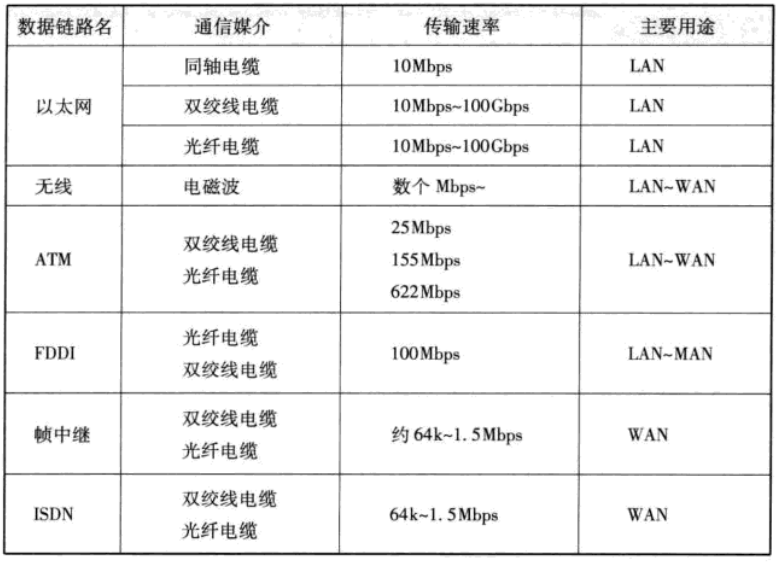 数据链路名 通信媒介 传输速率 主要用途
以太网 同轴电缆 10Mbps LAN
双绞线电缆 10Mbps~100Gbps LAN
光纤电缆 10Mbps~100Gbps LAN
无线 电磁波 数个 Mbps~ LAN~WAN
ATM 双绞线电缆 光纤电缆 25Mbps 155Mbps 622Mbps LAN~WAN
FDDI 光纤电缆 双绞线电缆 100Mbps LAN~MAN
帧中继 双绞线电缆 光纤电缆 约 64k~1.5Mbps WAN
ISDN 双绞线电缆 光纤电缆 64k~1.5Mbps WAN